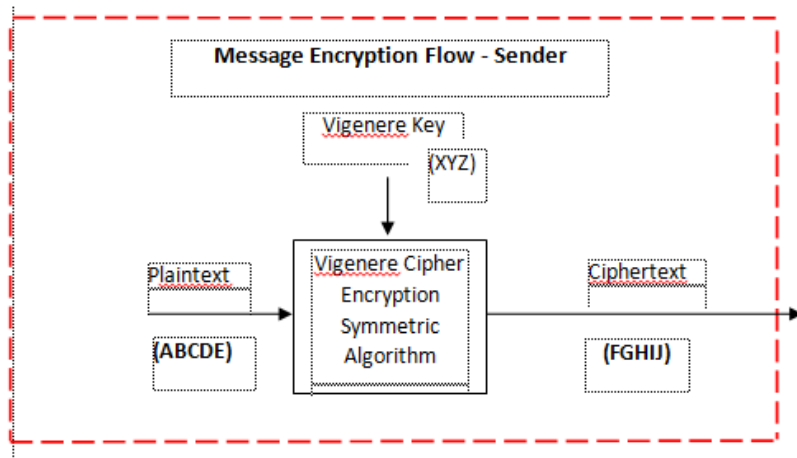 Message Encryption Flow - Sender
Vigenere Key
(XYZ)
Plaintext
(ABCDE)
Vigenere Cipher
Encryption
Symmetric
Algorithm
Ciphertext
(FGHIJ)